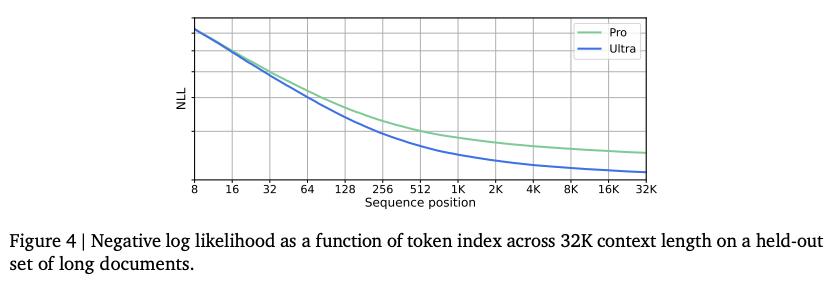 Pro
Ultra
NLL
8 16 32 64 128 256 512 1K 2K 4K 8K 16K 32K
Sequence position
Figure 4 | Negative log likelihood as a function of token index across 32K context length on a held-out
set of long documents.